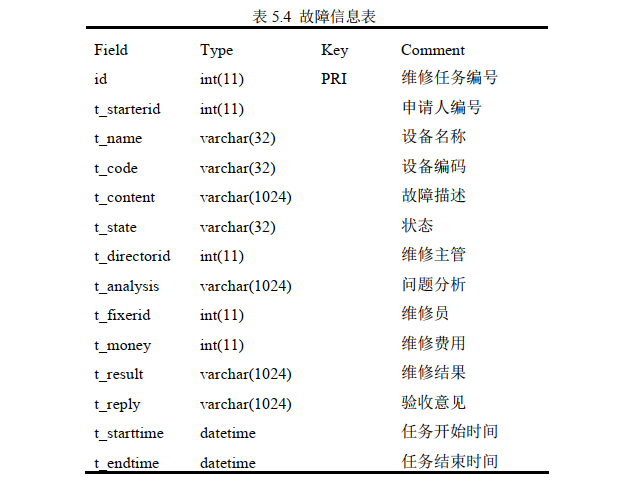 表 5.4 故障信息表
Field Type Key Comment
id int(11) PRI 维修任务编号
t_starterid int(11) 申请人编号
t_name varchar(32) 设备名称
t_code varchar(32) 设备编码
t_content varchar(1024) 故障描述
t_state varchar(32) 状态
t_directorid int(11) 维修主管
t_analysis varchar(1024) 问题分析
t_fixerid int(11) 维修员
t_money int(11) 维修费用
t_result varchar(1024) 维修结果
t_reply varchar(1024) 验收意见
t_starttime datetime 任务开始时间
t_endtime datetime 任务结束时间